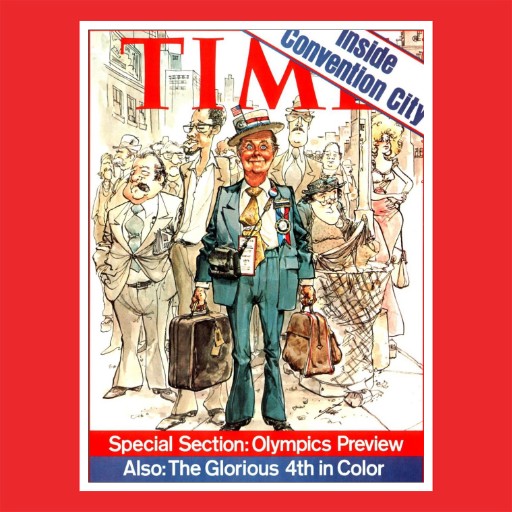 TIME
Inside
Convention City
Special Section: Olympics Preview
Also: The Glorious 4th in Color